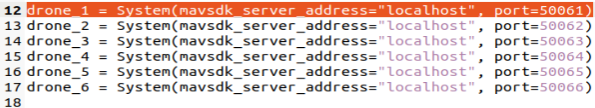 12 drone_1 = System(mavsdk_server_address="localhost", port=50061)
13 drone_2 = System(mavsdk_server_address="localhost", port=50062)
14 drone_3 = System(mavsdk_server_address="localhost", port=50063)
15 drone_4 = System(mavsdk_server_address="localhost", port=50064)
16 drone_5 = System(mavsdk_server_address="localhost", port=50065)
17 drone_6 = System(mavsdk_server_address="localhost", port=50066)
18